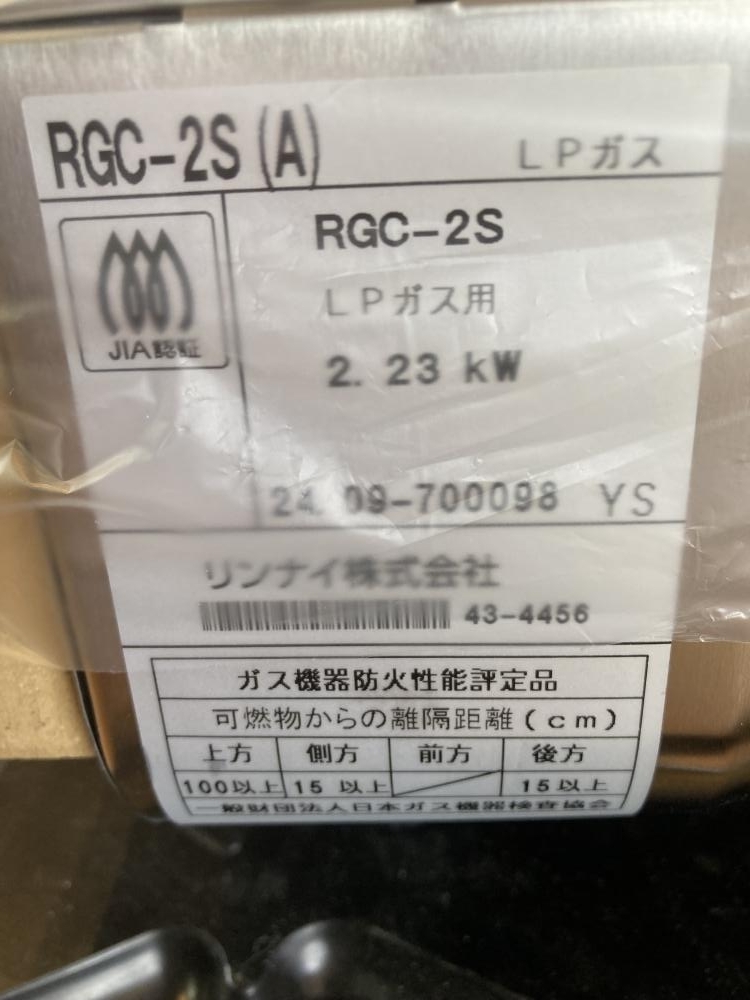 RGC-2S(A) LPガス
JIA認証
RGC-2S
LPガス用
2.23 kW
24.09-700098 YS
リンナイ株式会社
43-4456
ガス機器防火性能評定品
可燃物からの離隔距離(cm)
上方 側方 前方 後方
100以上 15以上 15以上
一般財団法人日本ガス機器検査協会